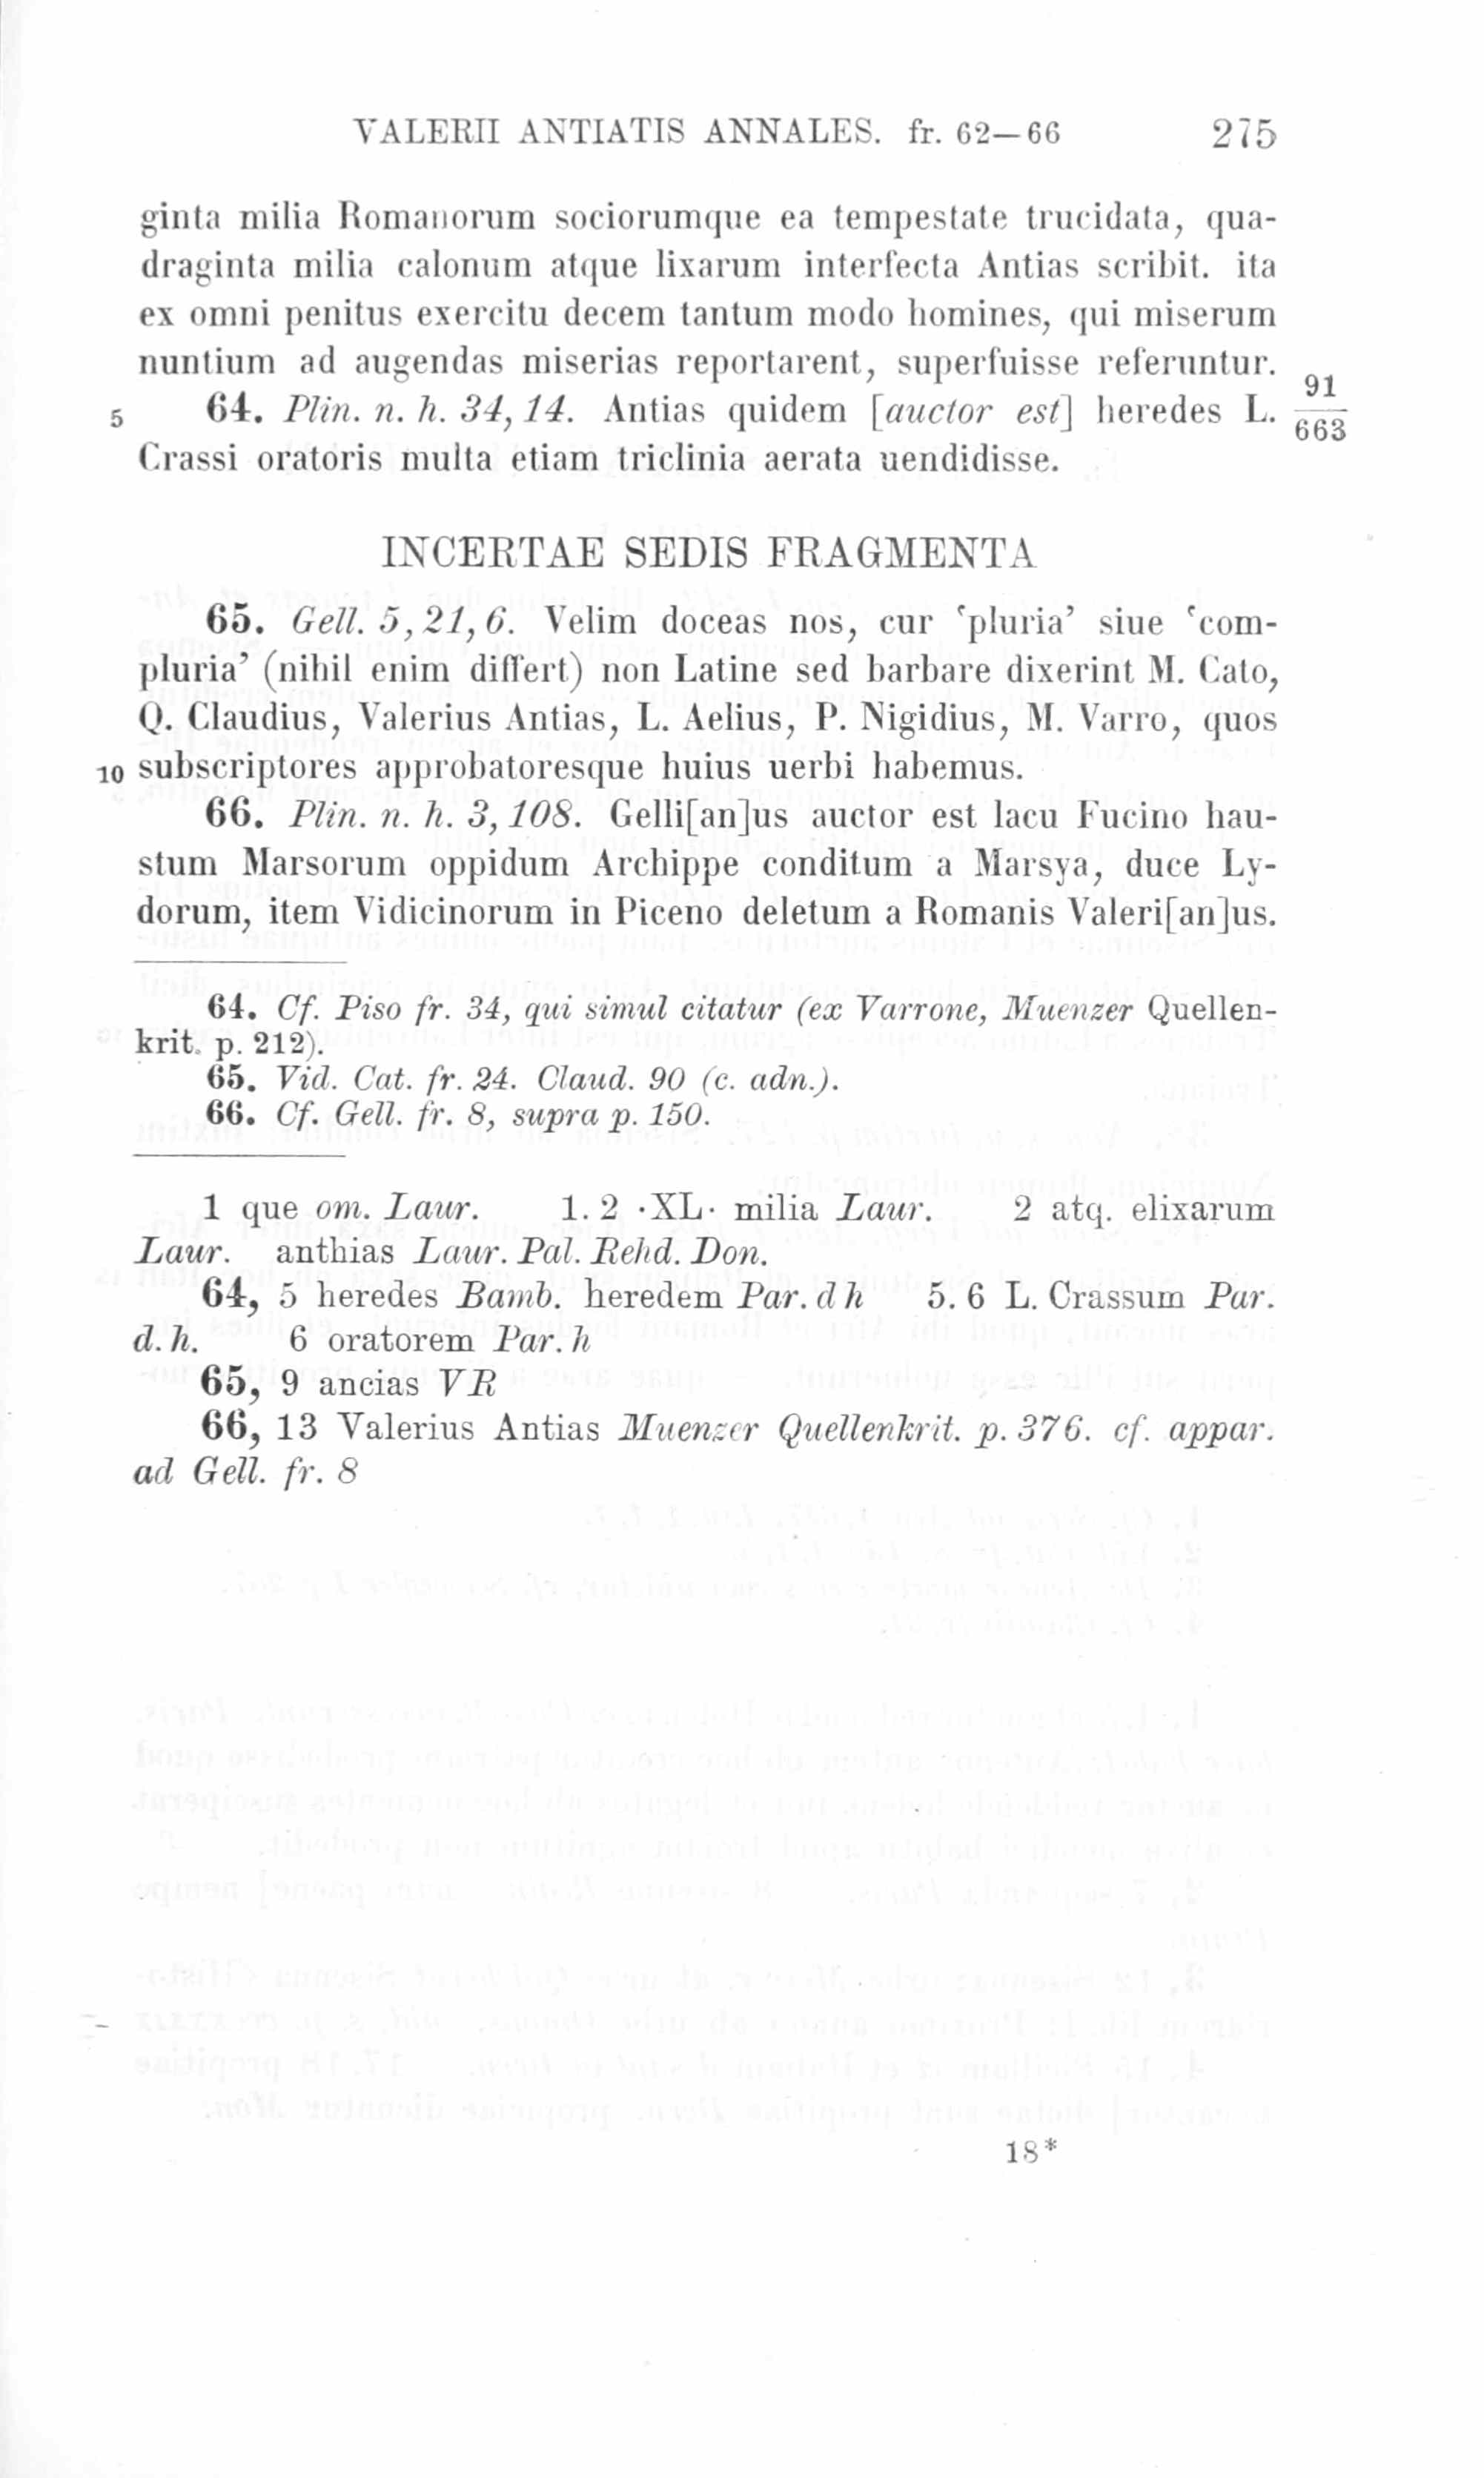 VALERII ANTIATIS ANNALES. fr. 62—66 275
ginta milia Romanorum sociorumque ea tempestate trucidata, qua-
draginta milia calonum atque lixarum interfecta Antias scribit. ita
ex omni penitus exercitu decem tantum modo homines, qui miserum
nuntium ad augendas miserias reportarent, superfuisse referuntur.
5 64. Plin. n. h. 34, 14. Antias quidem [auctor est] heredes L. 91/663
Crassi oratoris multa etiam triclinia aerata uendidisse.
INCERTAE SEDIS FRAGMENTA
65. Gell. 5, 21, 6. Velim doceas nos, cur ‘pluria’ siue ‘com-
pluria’ (nihil enim differt) non Latine sed barbare dixerint M. Cato,
Q. Claudius, Valerius Antias, L. Aelius, P. Nigidius, M. Varro, quos
10 subscriptores approbatoresque huius uerbi habemus.
66. Plin. n. h. 3, 108. Gelli[an]us auctor est lacu Fucino hau-
stum Marsorum oppidum Archippe conditum a Marsya, duce Ly-
dorum, item Vidicinorum in Piceno deletum a Romanis Valeri[an]us.
64. Cf. Piso fr. 34, qui simul citatur (ex Varrone, Muenzer Quellen-
krit. p. 212).
65. Vid. Cat. fr. 24. Claud. 90 (c. adn.).
66. Cf. Gell. fr. 8, supra p. 150.
1 que om. Laur. 1. 2 ·XL· milia Laur. 2 atq. elixarum
Laur. anthias Laur. Pal. Rehd. Don.
64, 5 heredes Bamb. heredem Par. d h 5. 6 L. Crassum Par.
d. h. 6 oratorem Par. h
65, 9 ancias VR
66, 13 Valerius Antias Muenzer Quellenkrit. p. 376. cf. appar.
ad Gell. fr. 8
18*